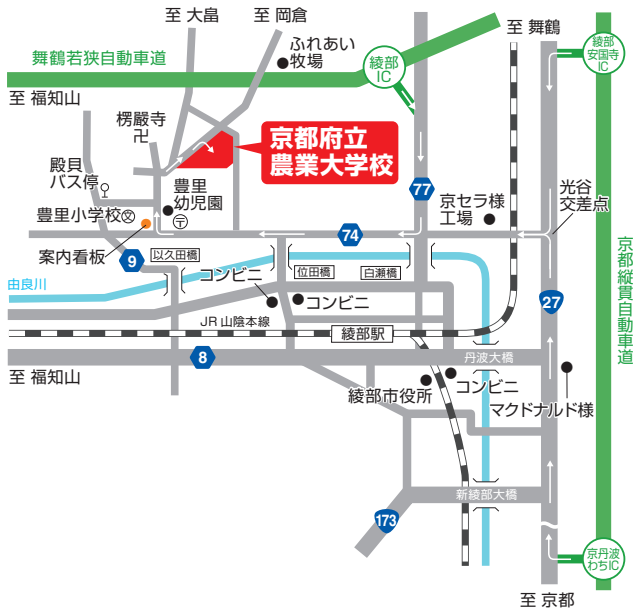 至 大畠
至 岡倉
至 舞鶴
ふれあい
牧場
舞鶴若狭自動車道
綾部
IC
綾部
安国寺
IC
至 福知山
楞厳寺
卍
京都府立
農業大学校
殿貝
バス停
豊里
幼児園
77
京セラ様
工場
光谷
交差点
豊里小学校
文
〒
74
案内看板
9
以久田橋
位田橋
白瀬橋
由良川
コンビニ
コンビニ
27
京都縦貫自動車道
JR 山陰本線
綾部駅
8
丹波大橋
至 福知山
綾部市役所
コンビニ
マクドナルド様
新綾部大橋
173
京丹波
わちIC
至 京都